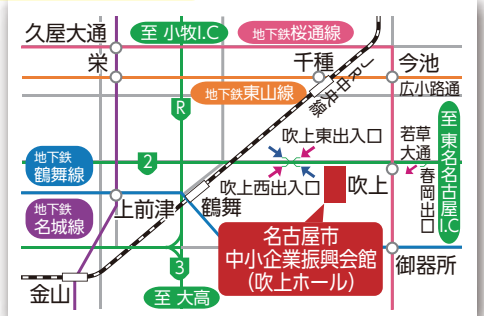 久屋大通
至 小牧I.C
地下鉄桜通線
栄
千種
今池
JR中央線
地下鉄東山線
広小路通
R
至 東名名古屋I.C
吹上東出入口
若草
大通
地下鉄
鶴舞線
2
春岡出口
吹上西出入口
吹上
地下鉄
名城線
上前津
鶴舞
名古屋市
中小企業振興会館
(吹上ホール)
御器所
3
金山
至 大高